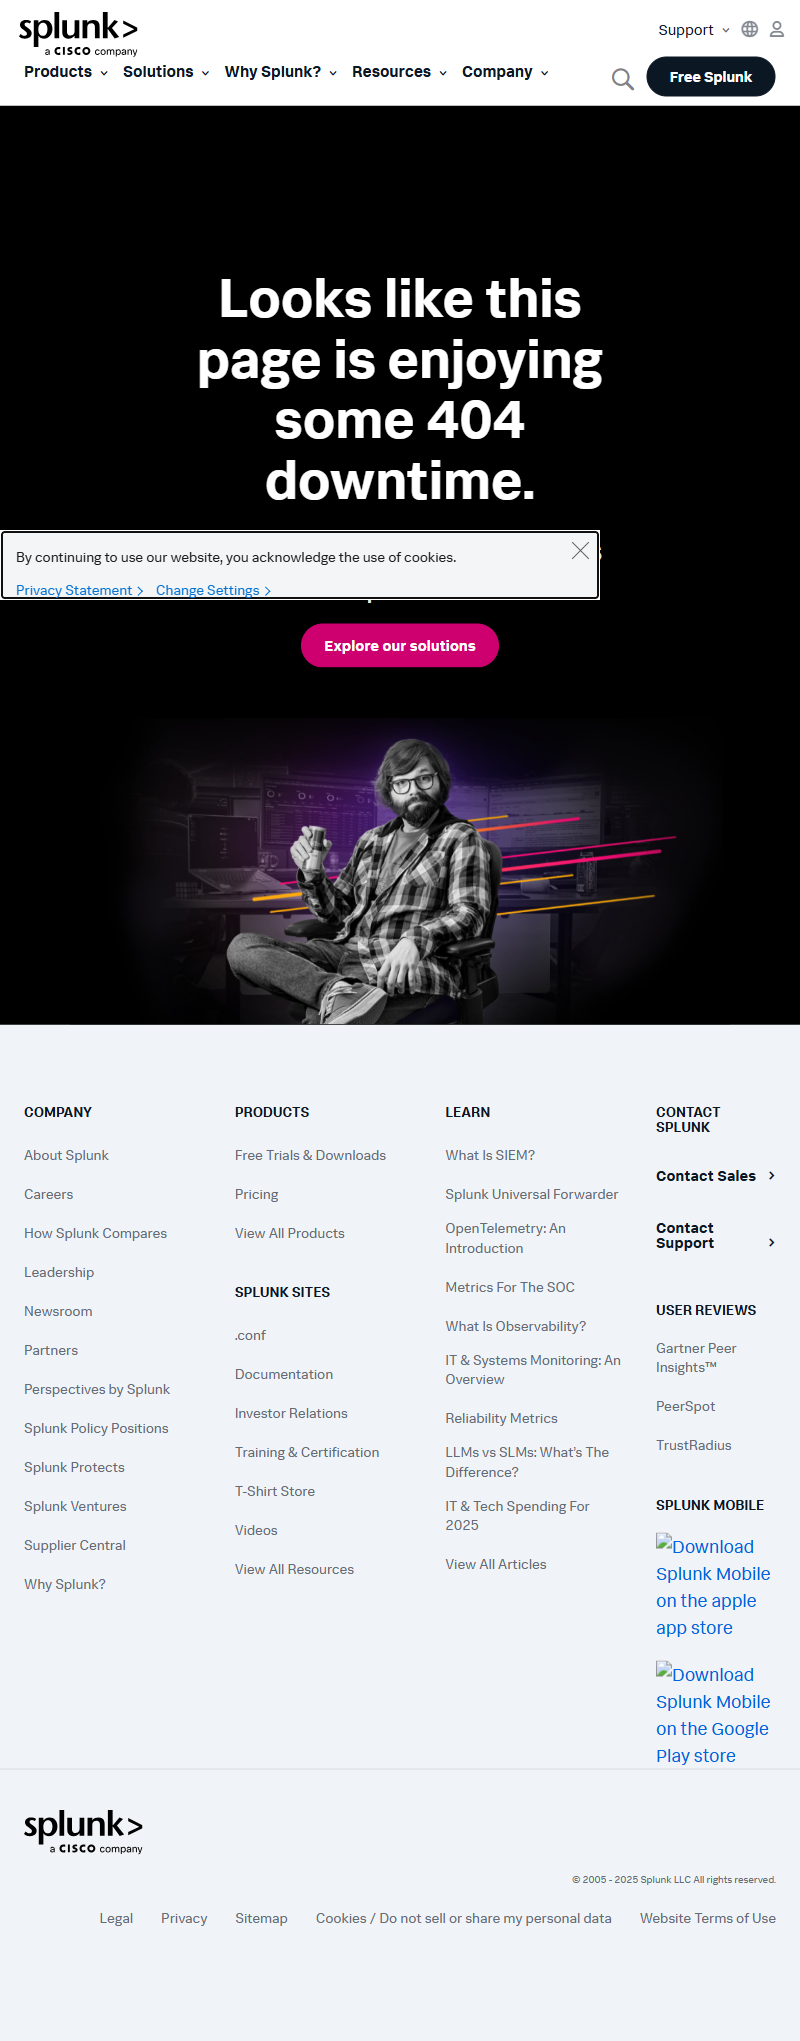 splunk>
a CISCO company
Support
Products
Solutions
Why Splunk?
Resources
Company
Free Splunk
Looks like this
page is enjoying
some 404
downtime.
By continuing to use our website, you acknowledge the use of cookies.
Privacy Statement
Change Settings
Explore our solutions
COMPANY
About Splunk
Careers
How Splunk Compares
Leadership
Newsroom
Partners
Perspectives by Splunk
Splunk Policy Positions
Splunk Protects
Splunk Ventures
Supplier Central
Why Splunk?
PRODUCTS
Free Trials & Downloads
Pricing
View All Products
SPLUNK SITES
.conf
Documentation
Investor Relations
Training & Certification
T-Shirt Store
Videos
View All Resources
LEARN
What Is SIEM?
Splunk Universal Forwarder
OpenTelemetry: An
Introduction
Metrics For The SOC
What Is Observability?
IT & Systems Monitoring: An
Overview
Reliability Metrics
LLMs vs SLMs: What's The
Difference?
IT & Tech Spending For
2025
View All Articles
CONTACT
SPLUNK
Contact Sales
Contact
Support
USER REVIEWS
Gartner Peer
Insights™
PeerSpot
TrustRadius
SPLUNK MOBILE
Download
Splunk Mobile
on the apple
app store
Download
Splunk Mobile
on the Google
Play store
splunk>
a CISCO company
© 2005 - 2025 Splunk LLC All rights reserved.
Legal
Privacy
Sitemap
Cookies / Do not sell or share my personal data
Website Terms of Use